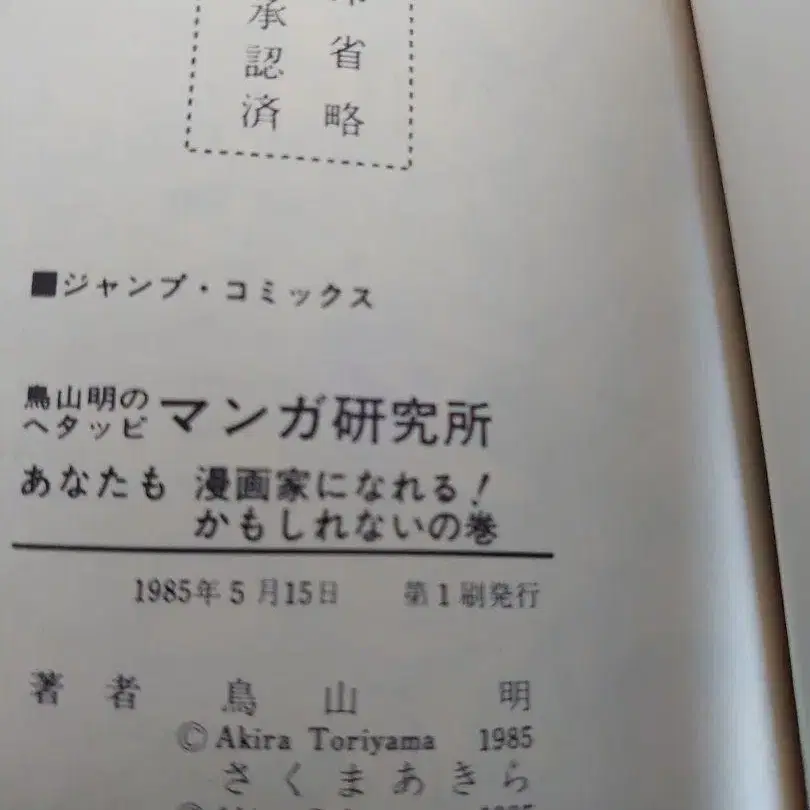 省略
承認済
■ジャンプ・コミックス
鳥山明の
ヘタッピ
マンガ研究所
あなたも 漫画家になれる!
かもしれないの巻
1985年5月15日 第1刷発行
著者 鳥山明
©Akira Toriyama 1985
さくまあきら